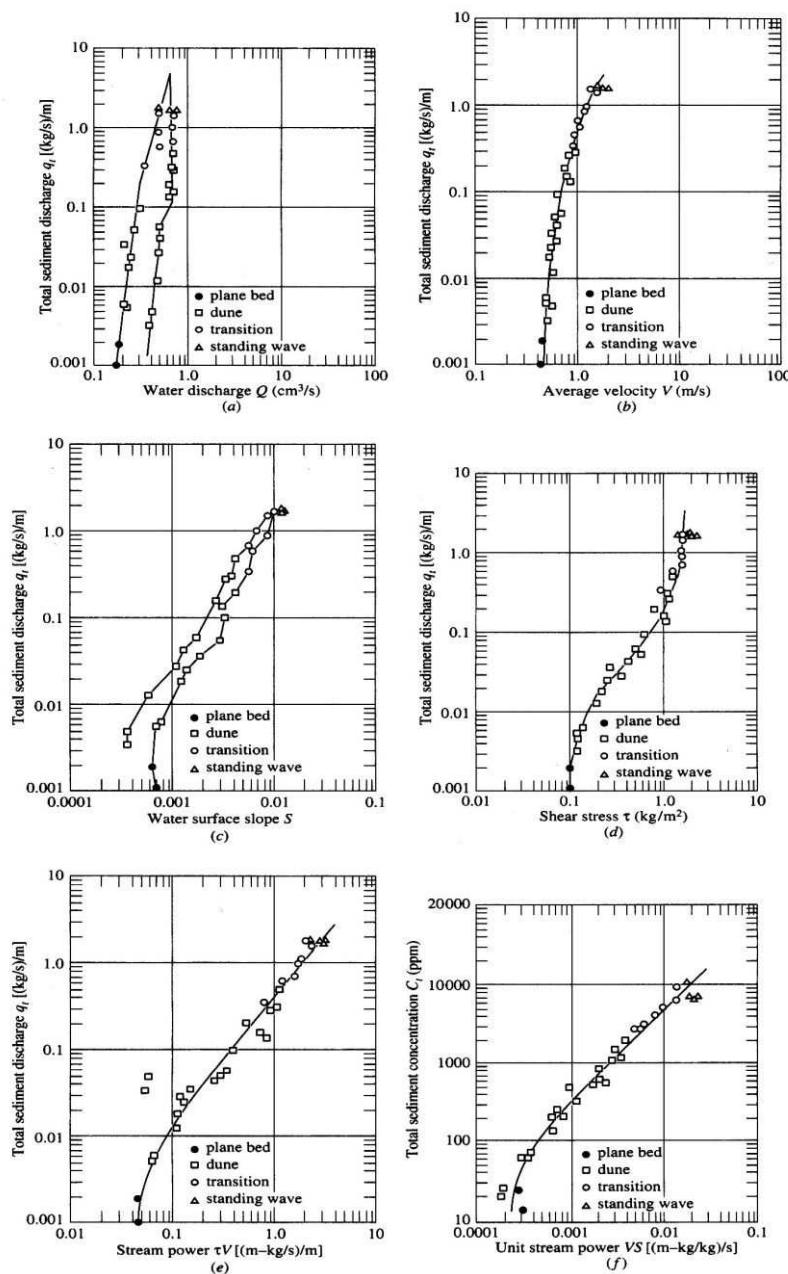 Total sediment discharge qt [(kg/s)/m]
10
1.0
0.1
0.01
0.001
plane bed
dune
transition
standing wave
0.1 1.0 10 100
Water discharge Q (cm³/s)
(a)
Total sediment discharge qt [(kg/s)/m]
10
1.0
0.1
0.01
0.001
plane bed
dune
transition
standing wave
0.1 1.0 10 100
Average velocity V (m/s)
(b)
Total sediment discharge qt [(kg/s)/m]
10
1.0
0.1
0.01
0.001
plane bed
dune
transition
standing wave
0.0001 0.001 0.01 0.1
Water surface slope S
(c)
Total sediment discharge qt [(kg/s)/m]
10
1.0
0.1
0.01
0.001
plane bed
dune
transition
standing wave
0.01 0.1 1.0 10
Shear stress τ (kg/m²)
(d)
Total sediment discharge qt [(kg/s)/m]
10
1.0
0.1
0.01
0.001
plane bed
dune
transition
standing wave
0.01 0.1 1.0 10
Stream power τV [(m–kg/s)/m]
(e)
Total sediment concentration Ct (ppm)
20000
10000
1000
100
10
plane bed
dune
transition
standing wave
0.0001 0.001 0.01 0.1
Unit stream power VS [(m–kg/kg)/s]
(f)